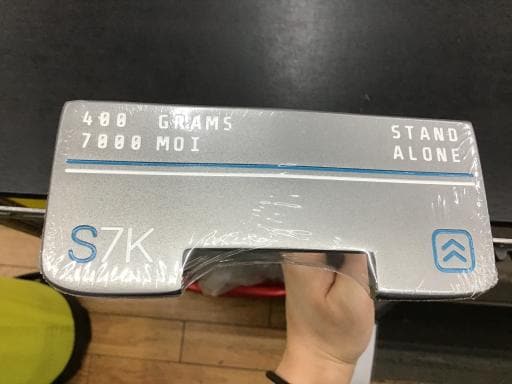 400 GRAMS
7000 MOI
STAND
ALONE
S7K